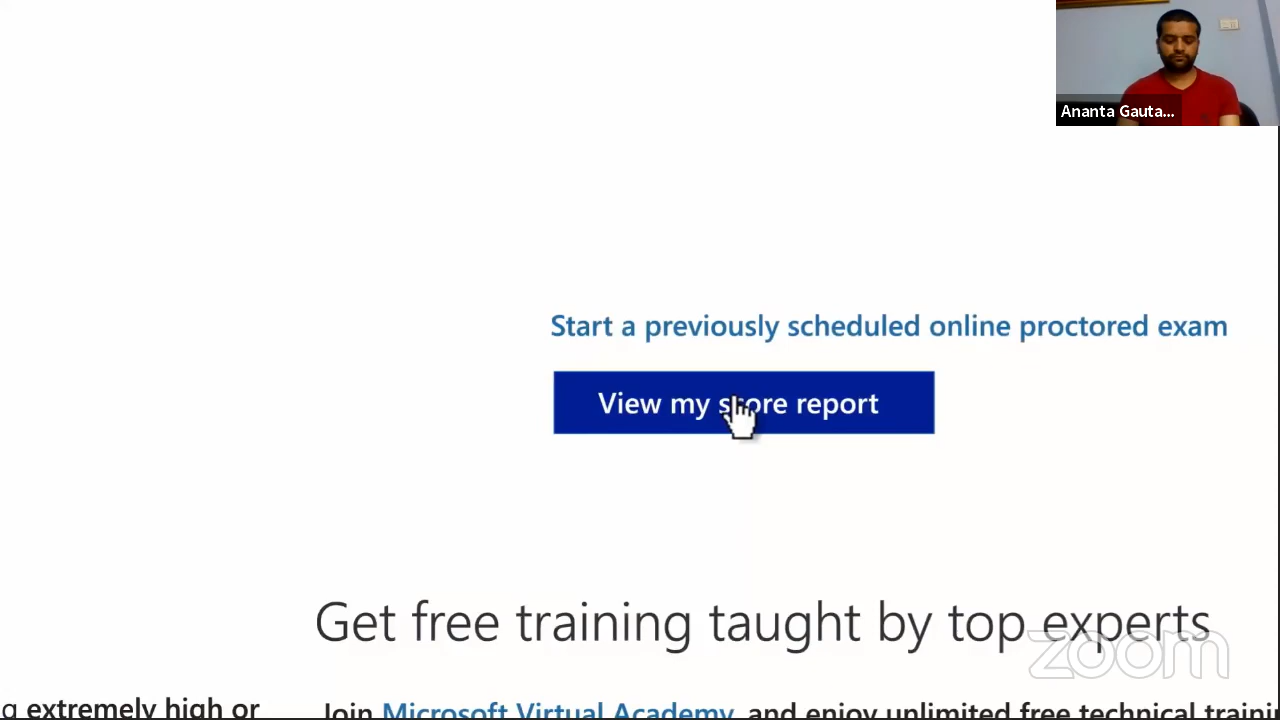 Ananta Gauta...
Start a previously scheduled online proctored exam
View my score report
Get free training taught by top experts
zoom
extremely high or
Join Microsoft Virtual Academy, and enjoy unlimited free technical